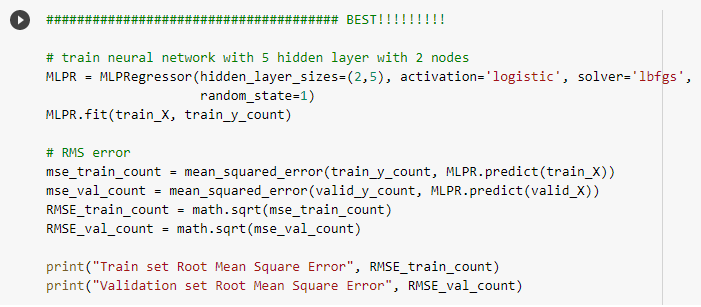 ###################################### BEST!!!!!!!!!
# train neural network with 5 hidden layer with 2 nodes
MLPR = MLPRegressor(hidden_layer_sizes=(2,5), activation='logistic', solver='lbfgs',
random_state=1)
MLPR.fit(train_X, train_y_count)
# RMS error
mse_train_count = mean_squared_error(train_y_count, MLPR.predict(train_X))
mse_val_count = mean_squared_error(valid_y_count, MLPR.predict(valid_X))
RMSE_train_count = math.sqrt(mse_train_count)
RMSE_val_count = math.sqrt(mse_val_count)
print("Train set Root Mean Square Error", RMSE_train_count)
print("Validation set Root Mean Square Error", RMSE_val_count)